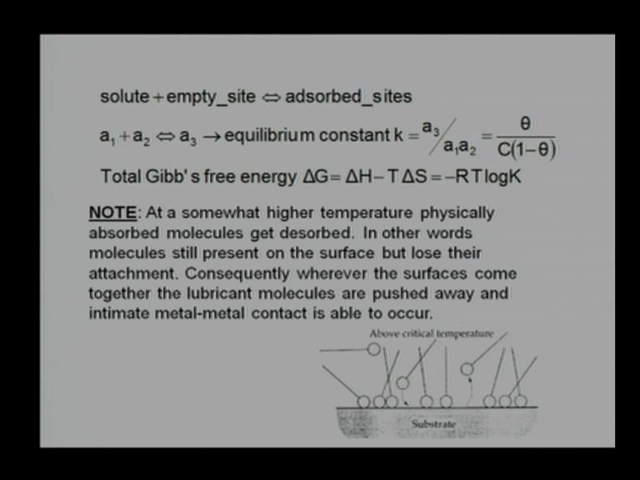 solute + empty_site ⇔ adsorbed_sites
a₁ + a₂ ⇔ a₃ → equilibrium constant k = a₃/a₁a₂ = θ/C(1−θ)
Total Gibb's free energy ΔG = ΔH − T ΔS = −RT logK
NOTE: At a somewhat higher temperature physically
absorbed molecules get desorbed. In other words
molecules still present on the surface but lose their
attachment. Consequently wherever the surfaces come
together the lubricant molecules are pushed away and
intimate metal-metal contact is able to occur.
Above critical temperature
Substrate